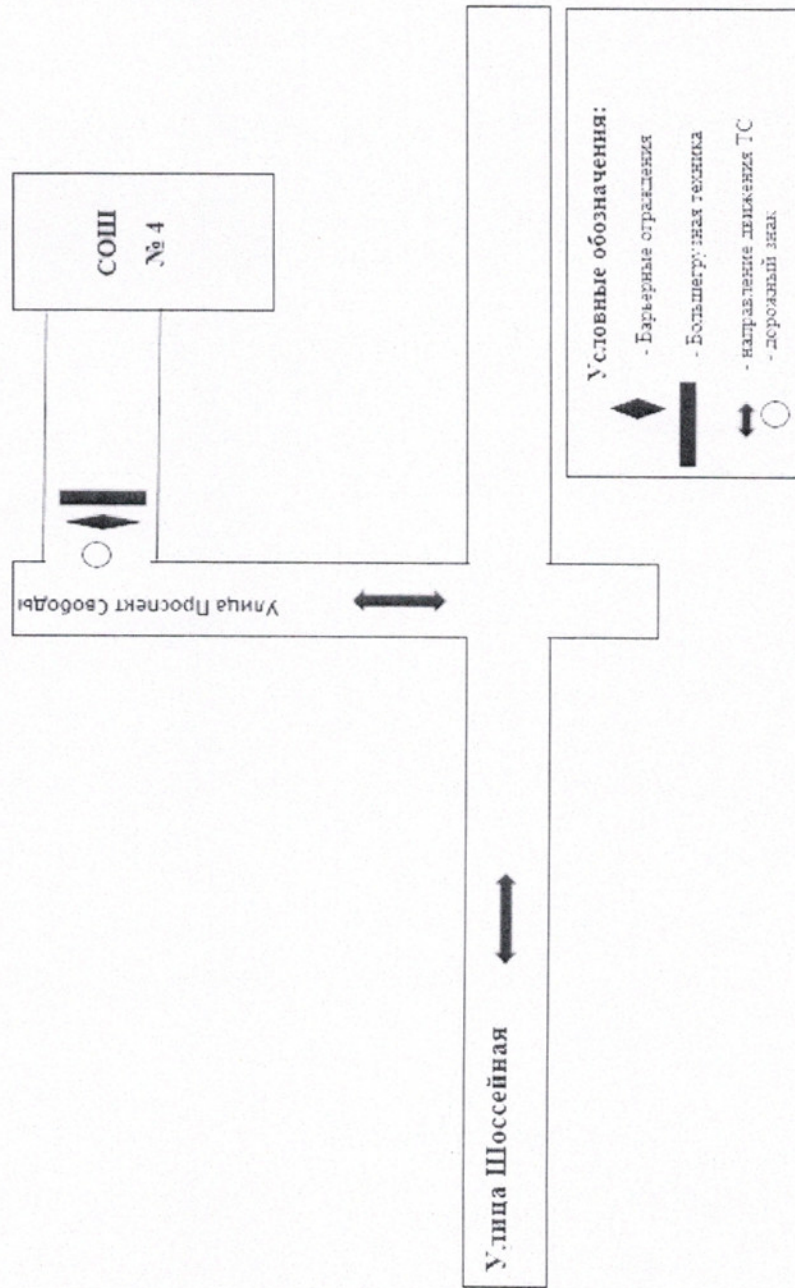 СОШ
№ 4
Улица Проспект Свободы
Улица Шоссейная
Условные обозначения:
- Барьерные ограждения
- Большегрузная техника
- направление движения ТС
- дорожный знак